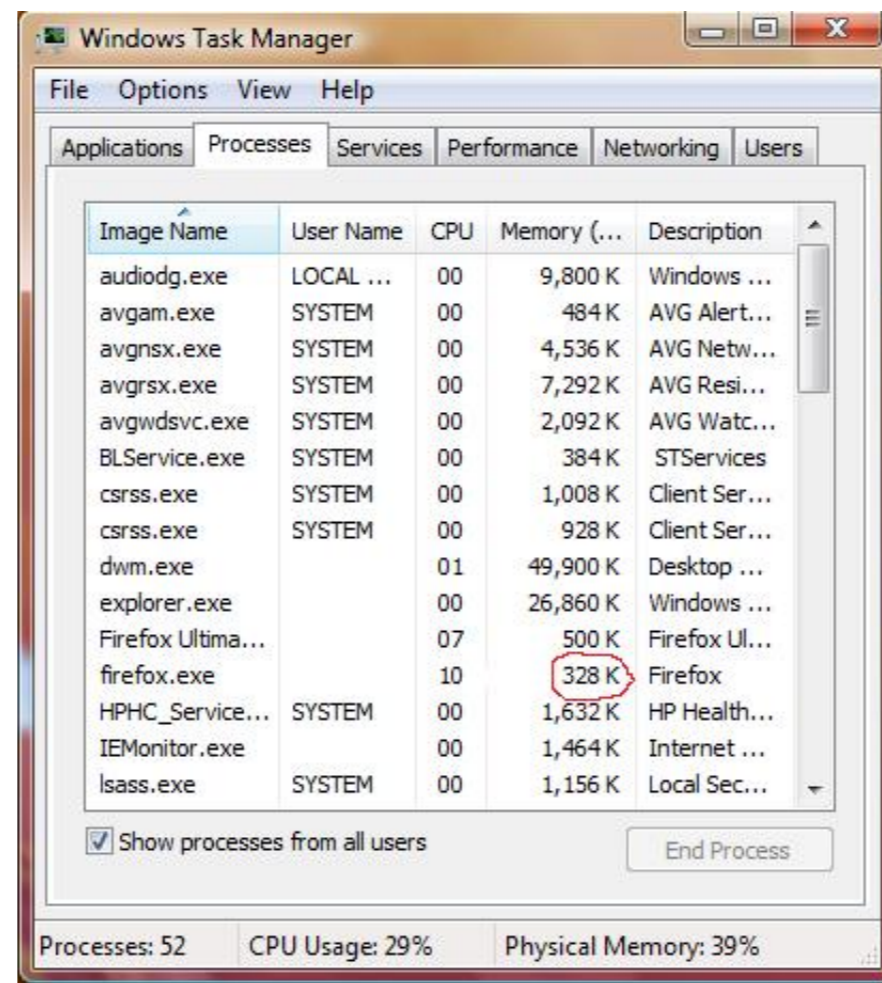 Windows Task Manager
File Options View Help
Applications Processes Services Performance Networking Users
Image Name User Name CPU Memory (... Description
audiodg.exe LOCAL ... 00 9,800 K Windows ...
avgam.exe SYSTEM 00 484 K AVG Alert...
avgnsx.exe SYSTEM 00 4,536 K AVG Netw...
avgrsx.exe SYSTEM 00 7,292 K AVG Resi...
avgwdsvc.exe SYSTEM 00 2,092 K AVG Watc...
BLService.exe SYSTEM 00 384 K STServices
csrss.exe SYSTEM 00 1,008 K Client Ser...
csrss.exe SYSTEM 00 928 K Client Ser...
dwm.exe 01 49,900 K Desktop ...
explorer.exe 00 26,860 K Windows ...
Firefox Ultima... 07 500 K Firefox Ul...
firefox.exe 10 328 K Firefox
HPHC_Service... SYSTEM 00 1,632 K HP Health...
IEMonitor.exe 00 1,464 K Internet ...
lsass.exe SYSTEM 00 1,156 K Local Sec...
Show processes from all users End Process
Processes: 52 CPU Usage: 29% Physical Memory: 39%